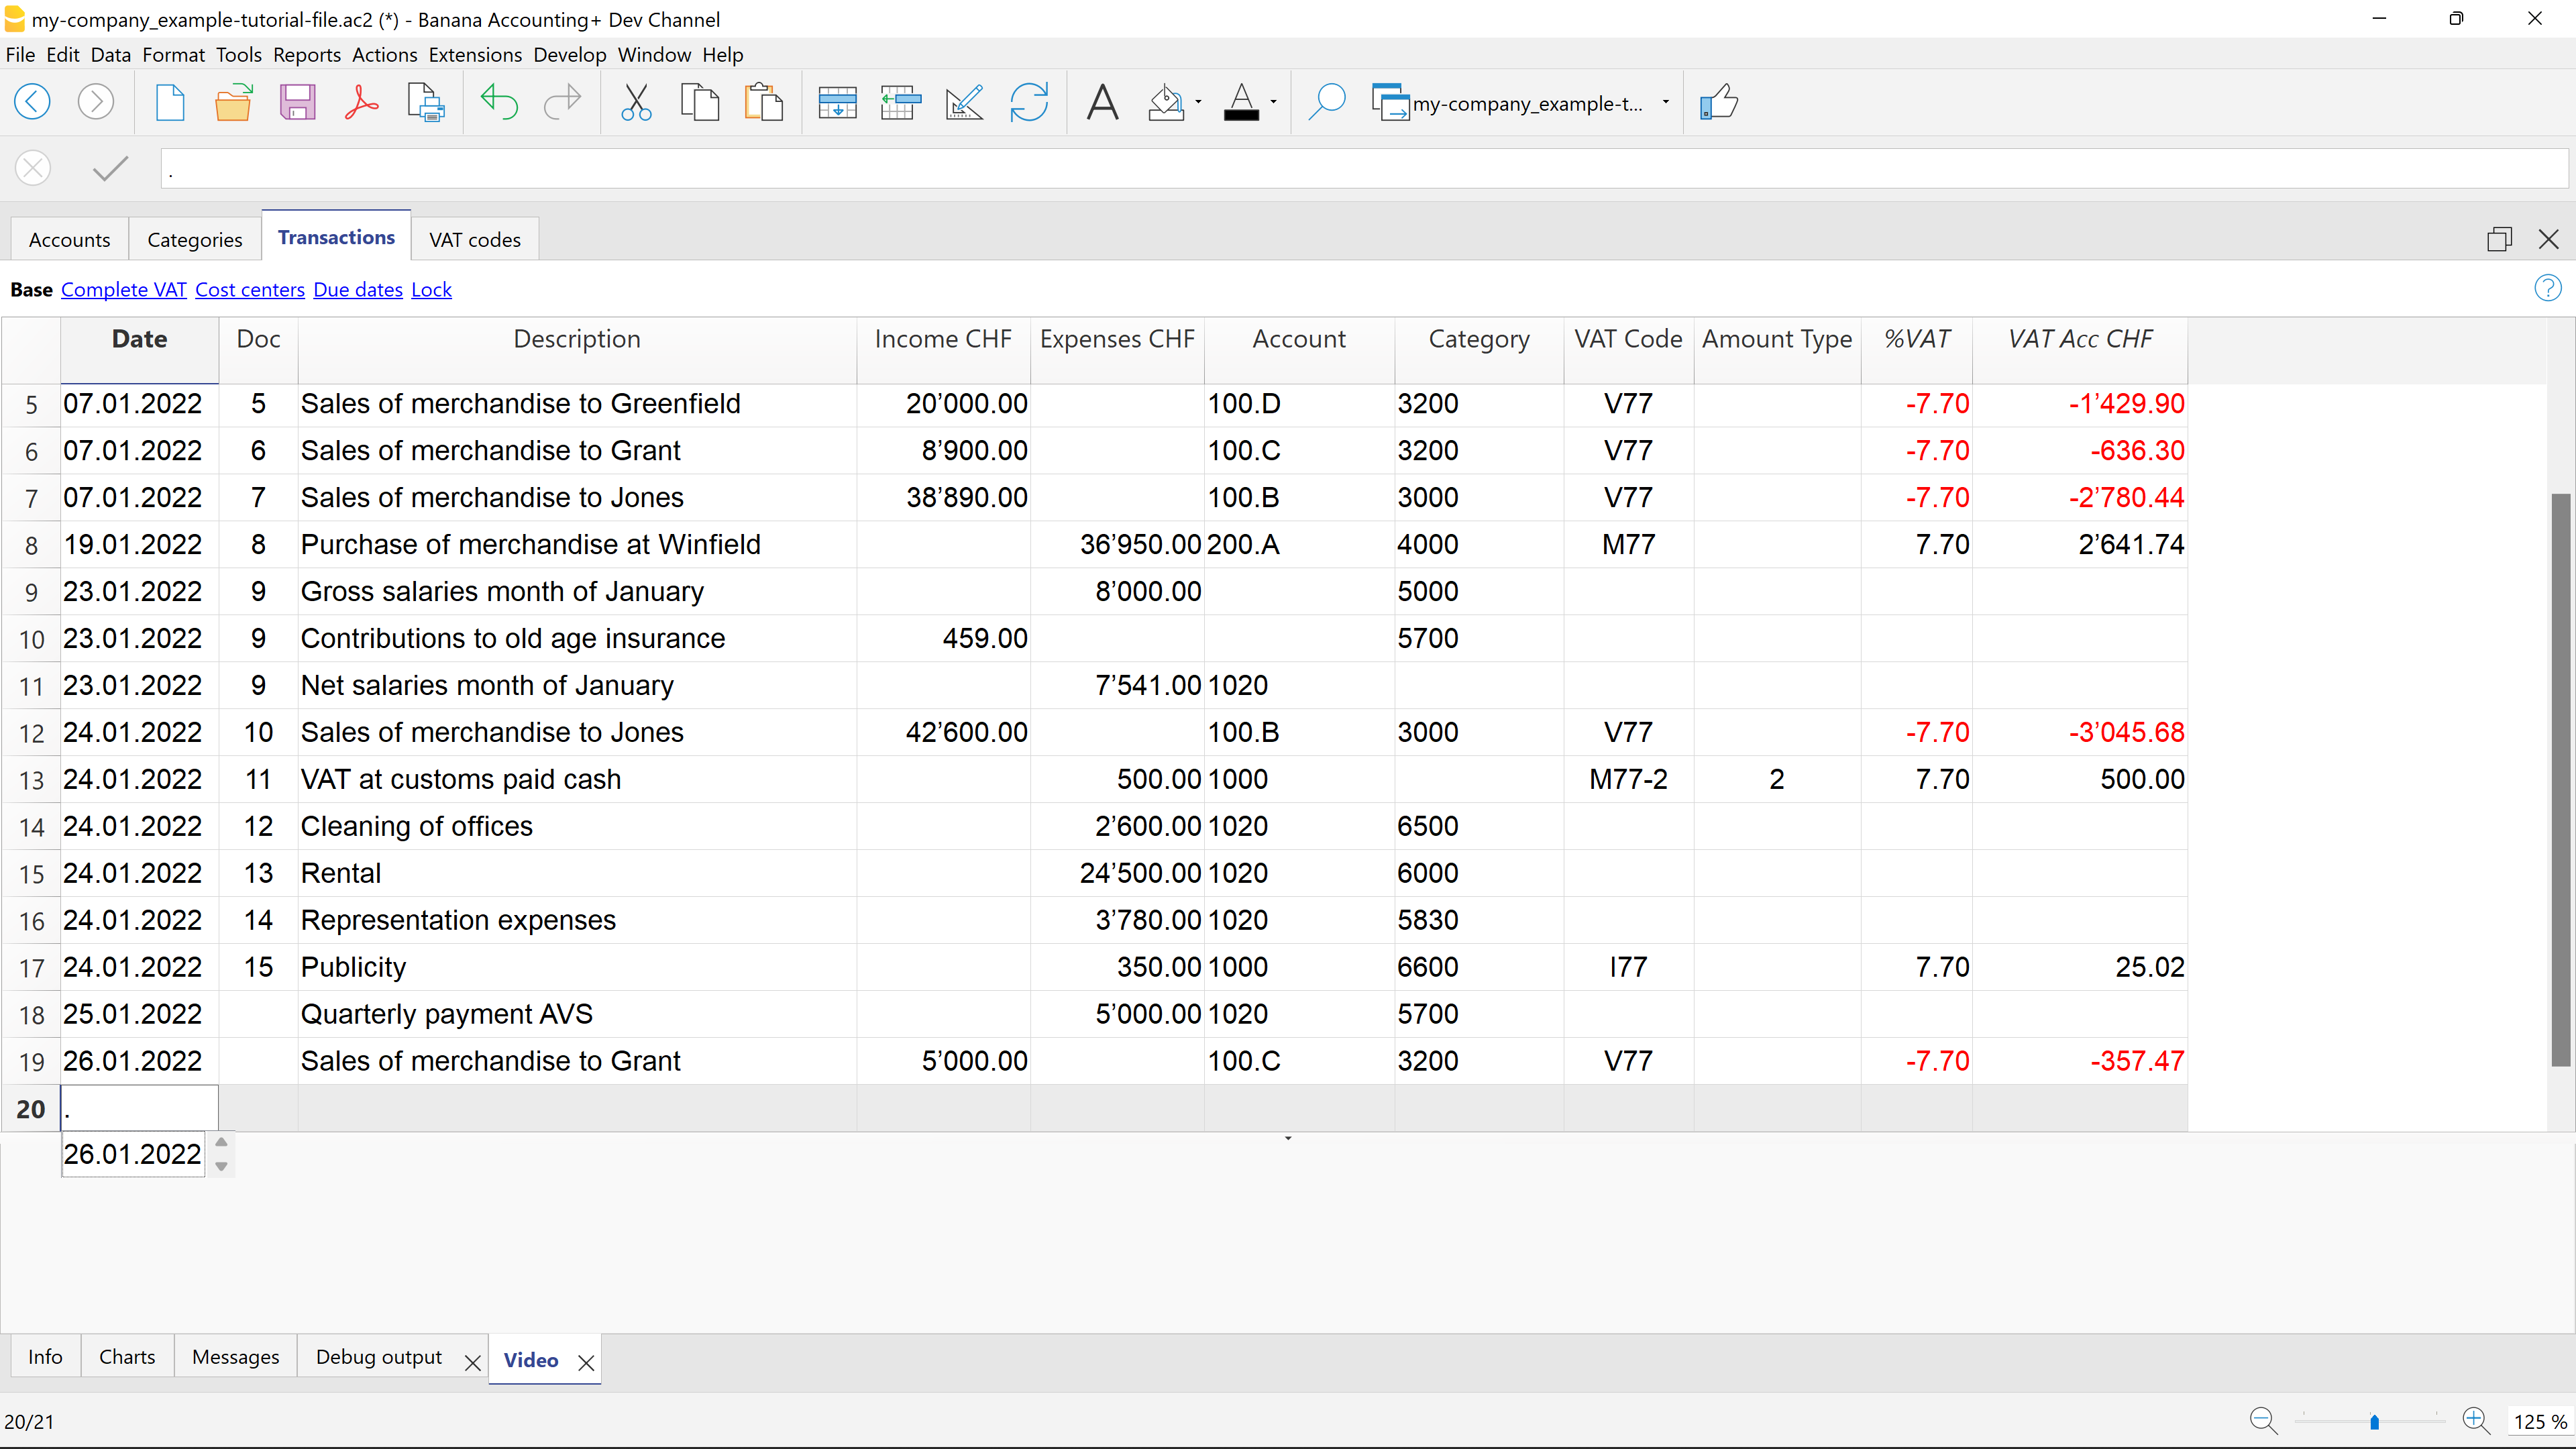 my-company_example-tutorial-file.ac2 (*) - Banana Accounting+ Dev Channel
File Edit Data Format Tools Reports Actions Extensions Develop Window Help
my-company_example-t...
.
Accounts Categories Transactions VAT codes
Base Complete VAT Cost centers Due dates Lock
Date Doc Description Income CHF Expenses CHF Account Category VAT Code Amount Type %VAT VAT Acc CHF
5 07.01.2022 5 Sales of merchandise to Greenfield 20’000.00 100.D 3200 V77 -7.70 -1’429.90
6 07.01.2022 6 Sales of merchandise to Grant 8’900.00 100.C 3200 V77 -7.70 -636.30
7 07.01.2022 7 Sales of merchandise to Jones 38’890.00 100.B 3000 V77 -7.70 -2’780.44
8 19.01.2022 8 Purchase of merchandise at Winfield 36’950.00 200.A 4000 M77 7.70 2’641.74
9 23.01.2022 9 Gross salaries month of January 8’000.00 5000
10 23.01.2022 9 Contributions to old age insurance 459.00 5700
11 23.01.2022 9 Net salaries month of January 7’541.00 1020
12 24.01.2022 10 Sales of merchandise to Jones 42’600.00 100.B 3000 V77 -7.70 -3’045.68
13 24.01.2022 11 VAT at customs paid cash 500.00 1000 M77-2 2 7.70 500.00
14 24.01.2022 12 Cleaning of offices 2’600.00 1020 6500
15 24.01.2022 13 Rental 24’500.00 1020 6000
16 24.01.2022 14 Representation expenses 3’780.00 1020 5830
17 24.01.2022 15 Publicity 350.00 1000 6600 I77 7.70 25.02
18 25.01.2022 Quarterly payment AVS 5’000.00 1020 5700
19 26.01.2022 Sales of merchandise to Grant 5’000.00 100.C 3200 V77 -7.70 -357.47
20 .
26.01.2022
Info Charts Messages Debug output Video
20/21 125 %